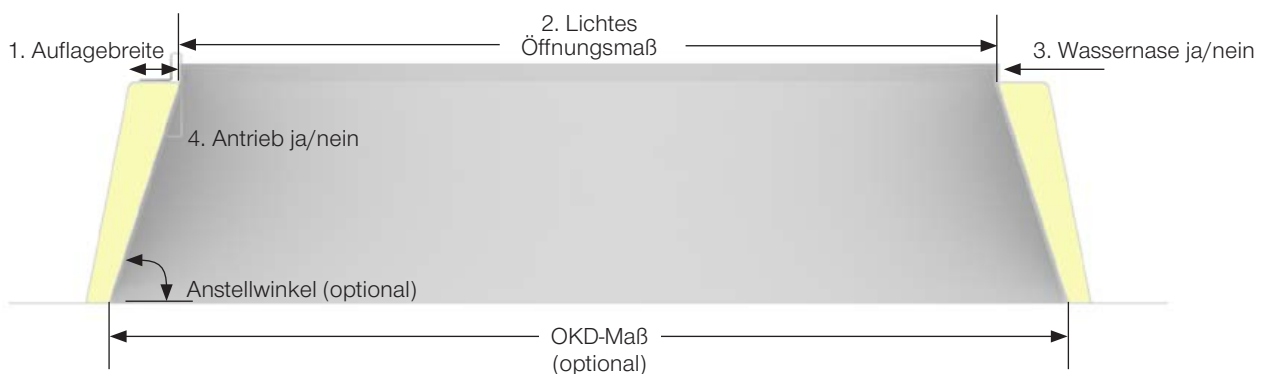 1. Auflagebreite
2. Lichtes
Öffnungsmaß
3. Wassernase ja/nein
4. Antrieb ja/nein
Anstellwinkel (optional)
OKD-Maß
(optional)